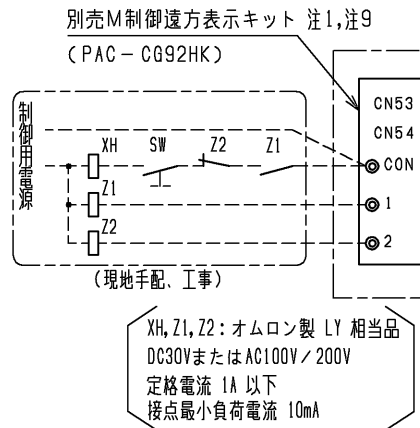 別売M制御遠方表示キット 注1,注9
(PAC-CG92HK)
制御用電源
CN53
CN54
XH
SW
Z2
Z1
CON
Z1
1
Z2
2
(現地手配、工事)
XH,Z1,Z2:オムロン製 LY 相当品
DC30VまたはAC100V/200V
定格電流 1A 以下
接点最小負荷電流 10mA